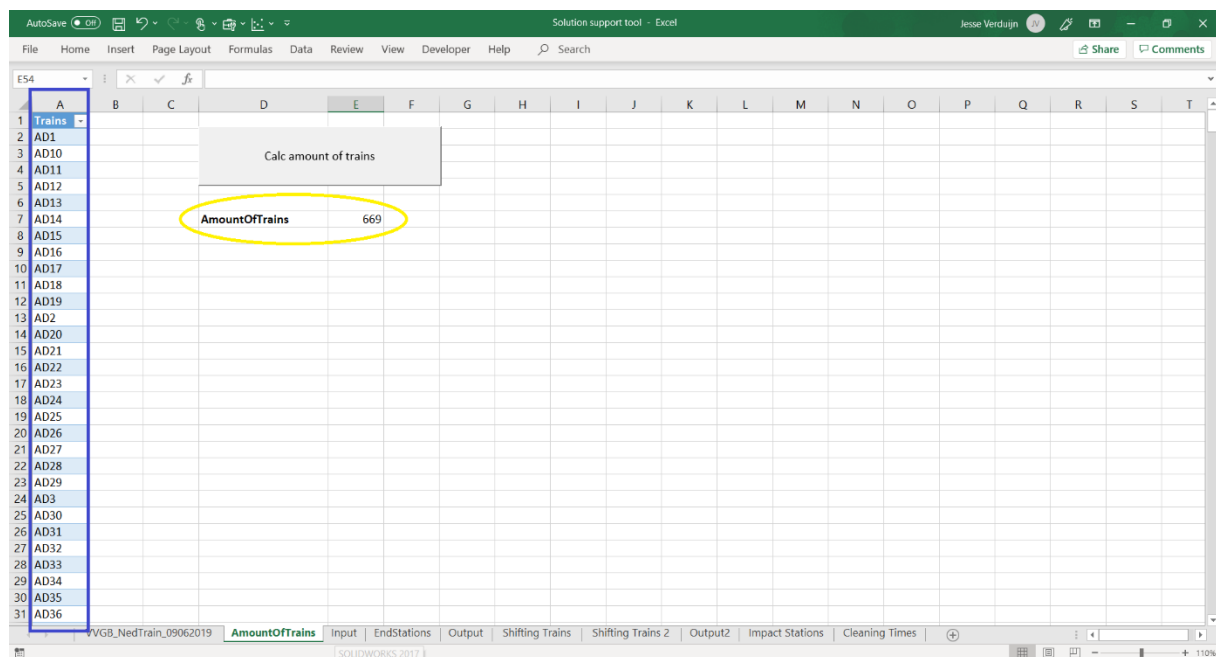 AutoSave Off Solution support tool - Excel Jesse Verduijn JV
File Home Insert Page Layout Formulas Data Review View Developer Help Search Share Comments
E54 fx
A B C D E F G H I J K L M N O P Q R S T
1 Trains
2 AD1
3 AD10 Calc amount of trains
4 AD11
5 AD12
6 AD13
7 AD14 AmountOfTrains 669
8 AD15
9 AD16
10 AD17
11 AD18
12 AD19
13 AD2
14 AD20
15 AD21
16 AD22
17 AD23
18 AD24
19 AD25
20 AD26
21 AD27
22 AD28
23 AD29
24 AD3
25 AD30
26 AD31
27 AD32
28 AD33
29 AD34
30 AD35
31 AD36
VVGB_NedTrain_09062019 AmountOfTrains Input EndStations Output Shifting Trains Shifting Trains 2 Output2 Impact Stations Cleaning Times
SOLIDWORKS 2017 110%